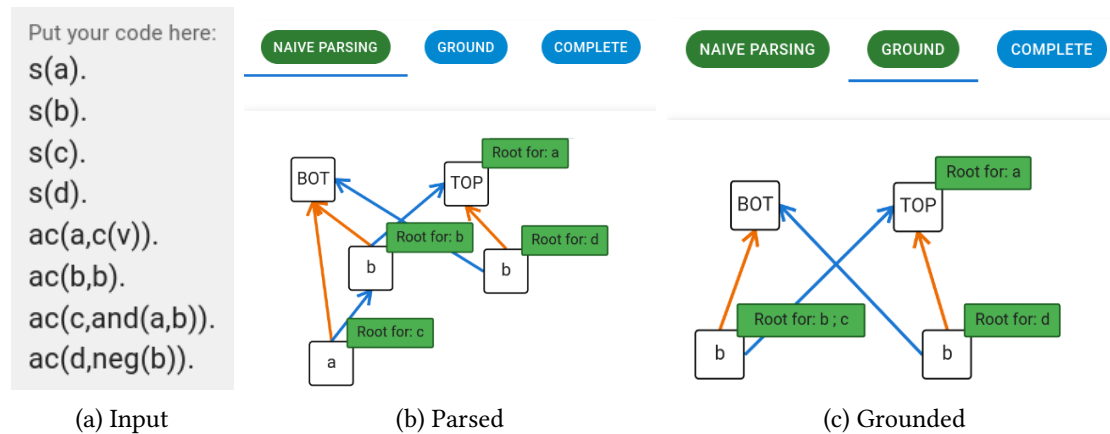 Put your code here:
s(a).
s(b).
s(c).
s(d).
ac(a,c(v)).
ac(b,b).
ac(c,and(a,b)).
ac(d,neg(b)).
(a) Input
NAIVE PARSING GROUND COMPLETE
Root for: a
BOT TOP
Root for: b Root for: d
b b
Root for: c
a
(b) Parsed
NAIVE PARSING GROUND COMPLETE
Root for: a
BOT TOP
Root for: b ; c Root for: d
b b
(c) Grounded